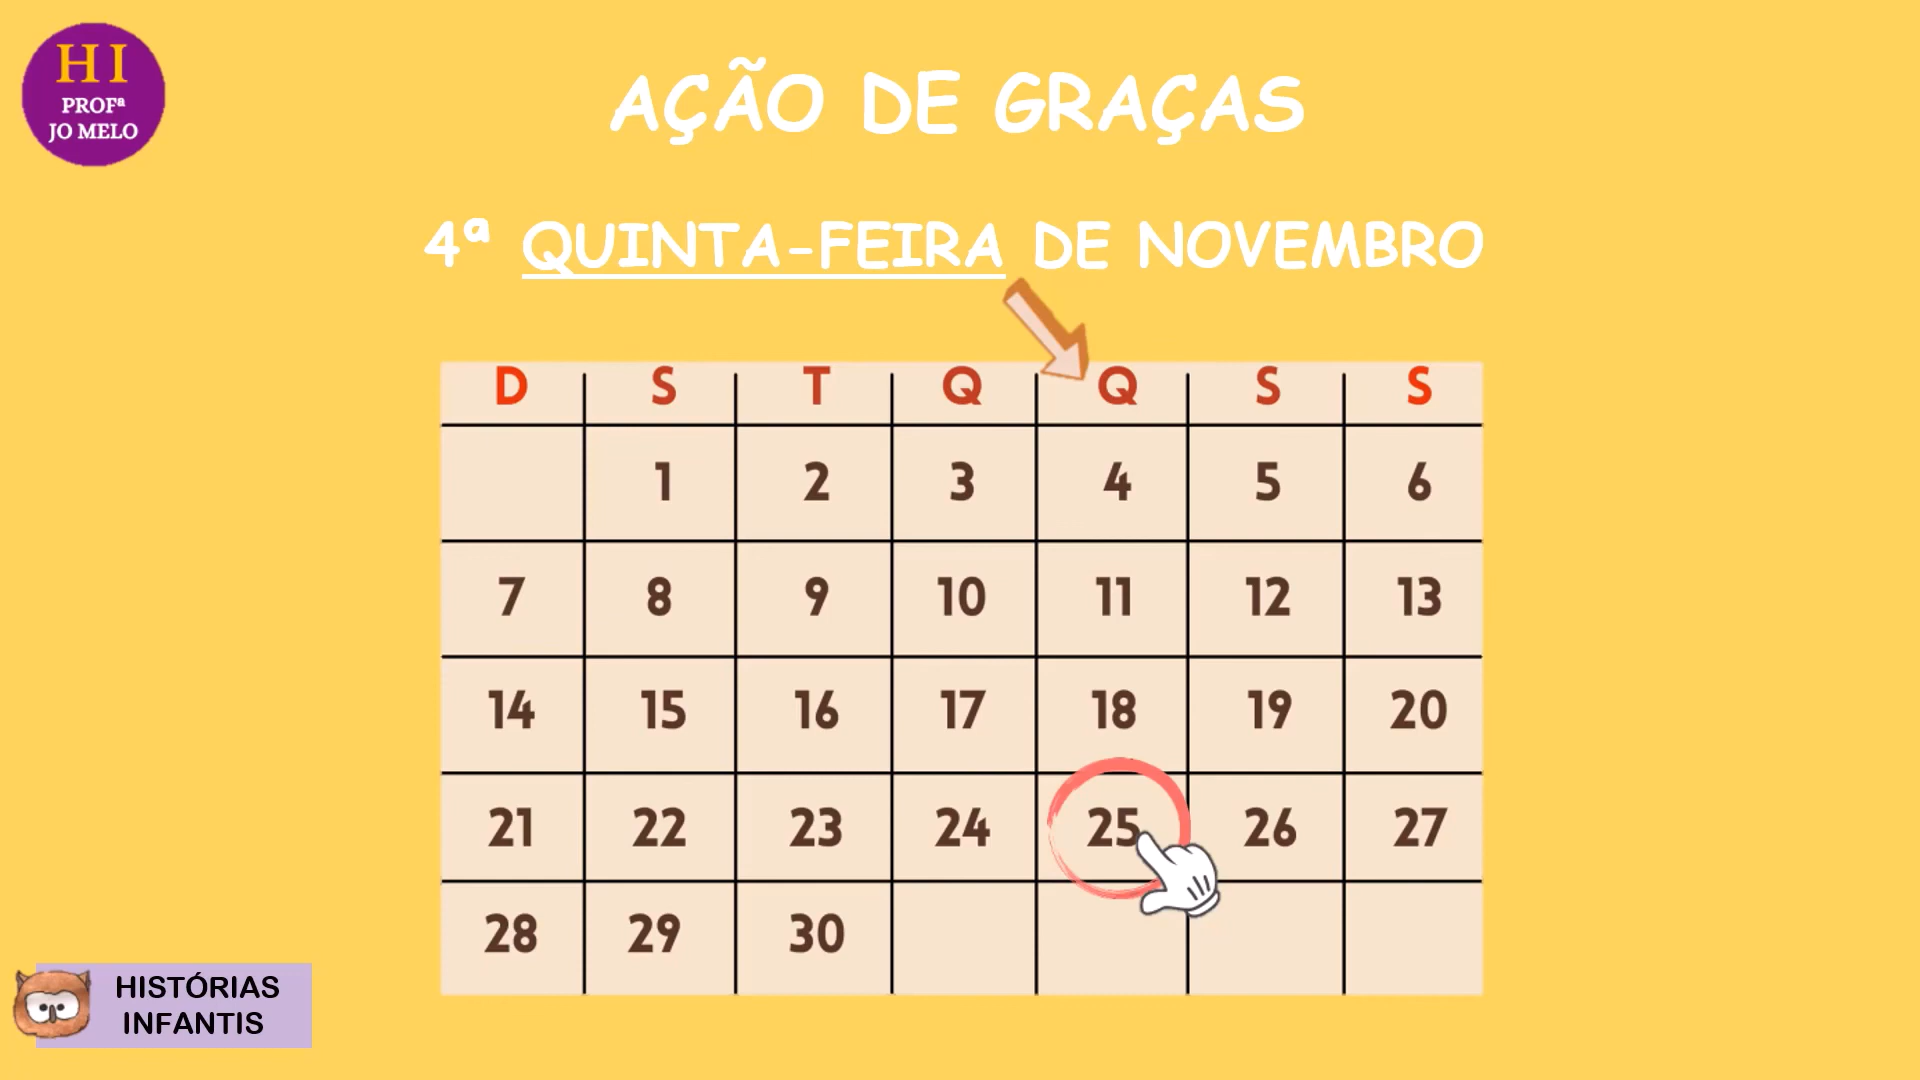 H I
PROFª
JO MELO
AÇÃO DE GRAÇAS
4ª QUINTA-FEIRA DE NOVEMBRO
D S T Q Q S S
1 2 3 4 5 6
7 8 9 10 11 12 13
14 15 16 17 18 19 20
21 22 23 24 25 26 27
28 29 30
HISTÓRIAS
INFANTIS